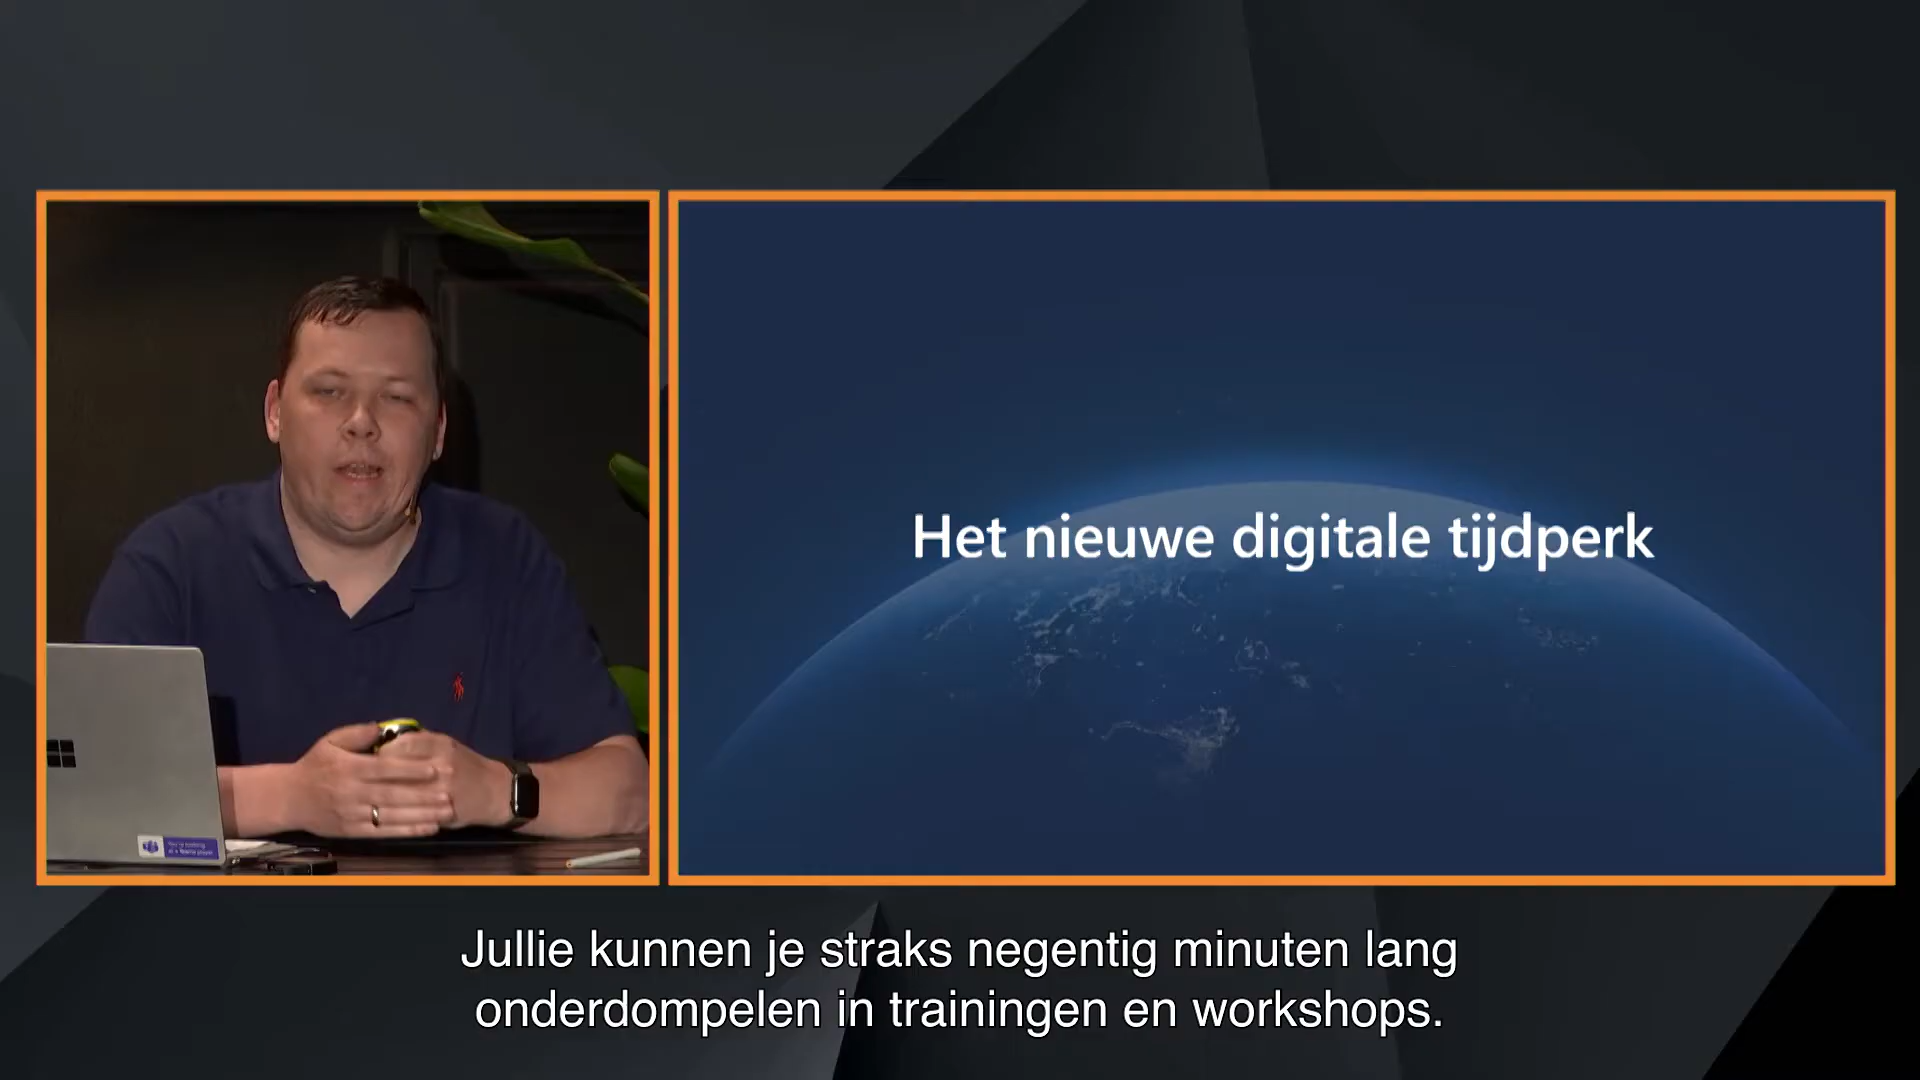 Het nieuwe digitale tijdperk
Jullie kunnen je straks negentig minuten lang
onderdompelen in trainingen en workshops.